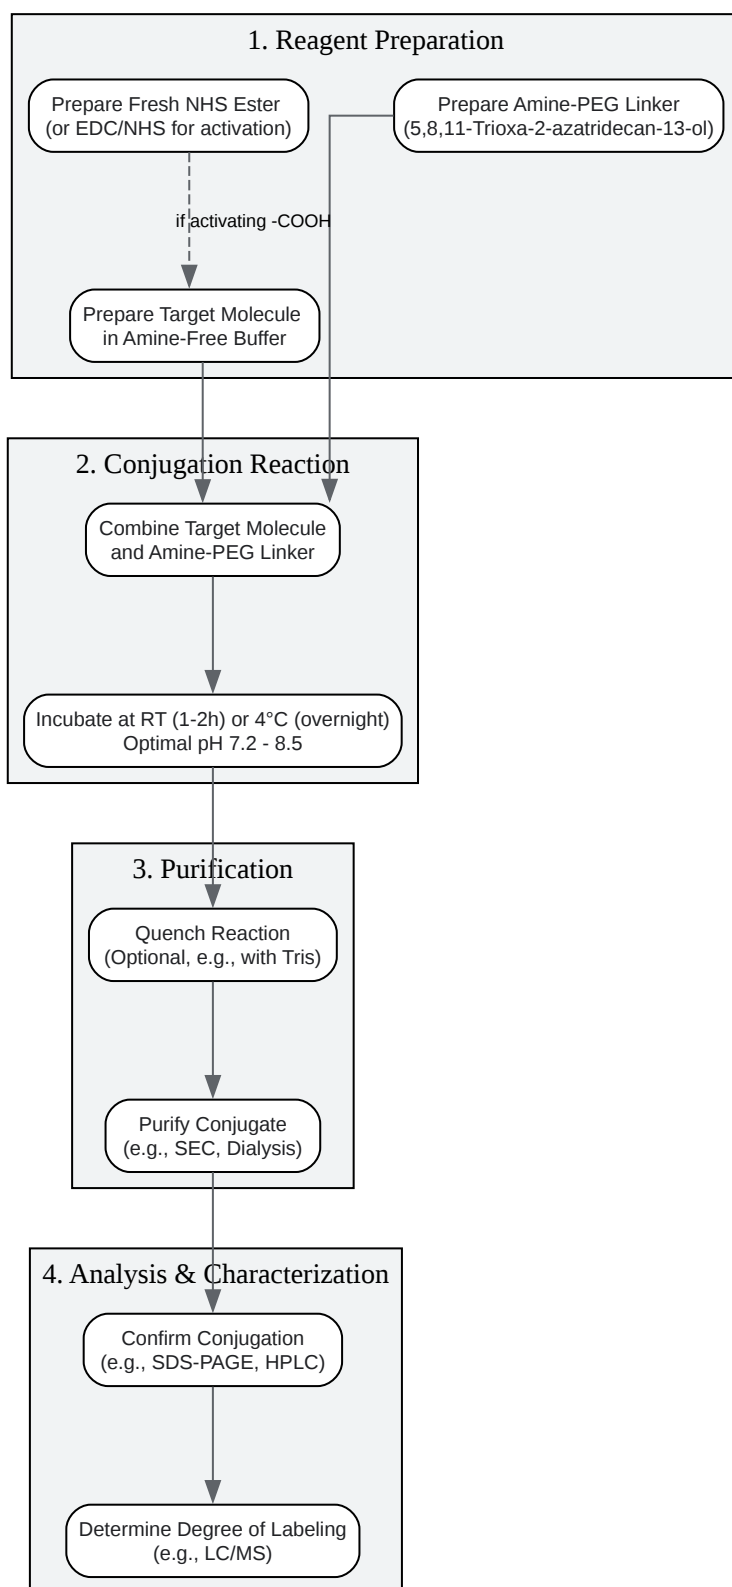 1. Reagent Preparation
Prepare Fresh NHS Ester
(or EDC/NHS for activation)
Prepare Amine-PEG Linker
(5,8,11-Trioxa-2-azatridecan-13-ol)
if activating -COOH
Prepare Target Molecule
in Amine-Free Buffer
2. Conjugation Reaction
Combine Target Molecule
and Amine-PEG Linker
Incubate at RT (1-2h) or 4°C (overnight)
Optimal pH 7.2 - 8.5
3. Purification
Quench Reaction
(Optional, e.g., with Tris)
Purify Conjugate
(e.g., SEC, Dialysis)
4. Analysis & Characterization
Confirm Conjugation
(e.g., SDS-PAGE, HPLC)
Determine Degree of Labeling
(e.g., LC/MS)